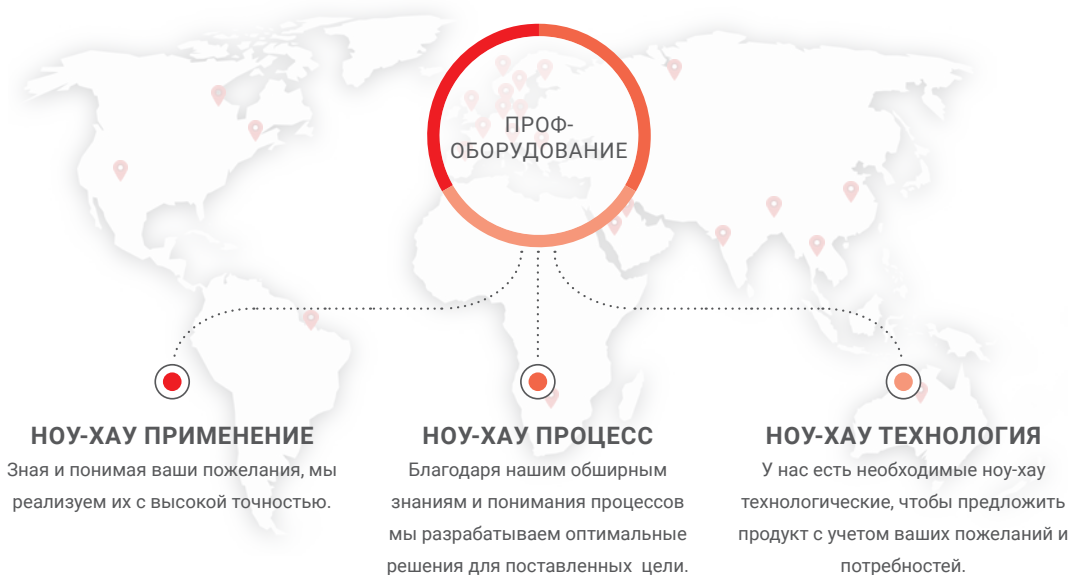 ПРОФ-
ОБОРУДОВАНИЕ
НОУ-ХАУ ПРИМЕНЕНИЕ
Зная и понимая ваши пожелания, мы
реализуем их с высокой точностью.
НОУ-ХАУ ПРОЦЕСС
Благодаря нашим обширным
знаниям и понимания процессов
мы разрабатываем оптимальные
решения для поставленных цели.
НОУ-ХАУ ТЕХНОЛОГИЯ
У нас есть необходимые ноу-хау
технологические, чтобы предложить
продукт с учетом ваших пожеланий и
потребностей.